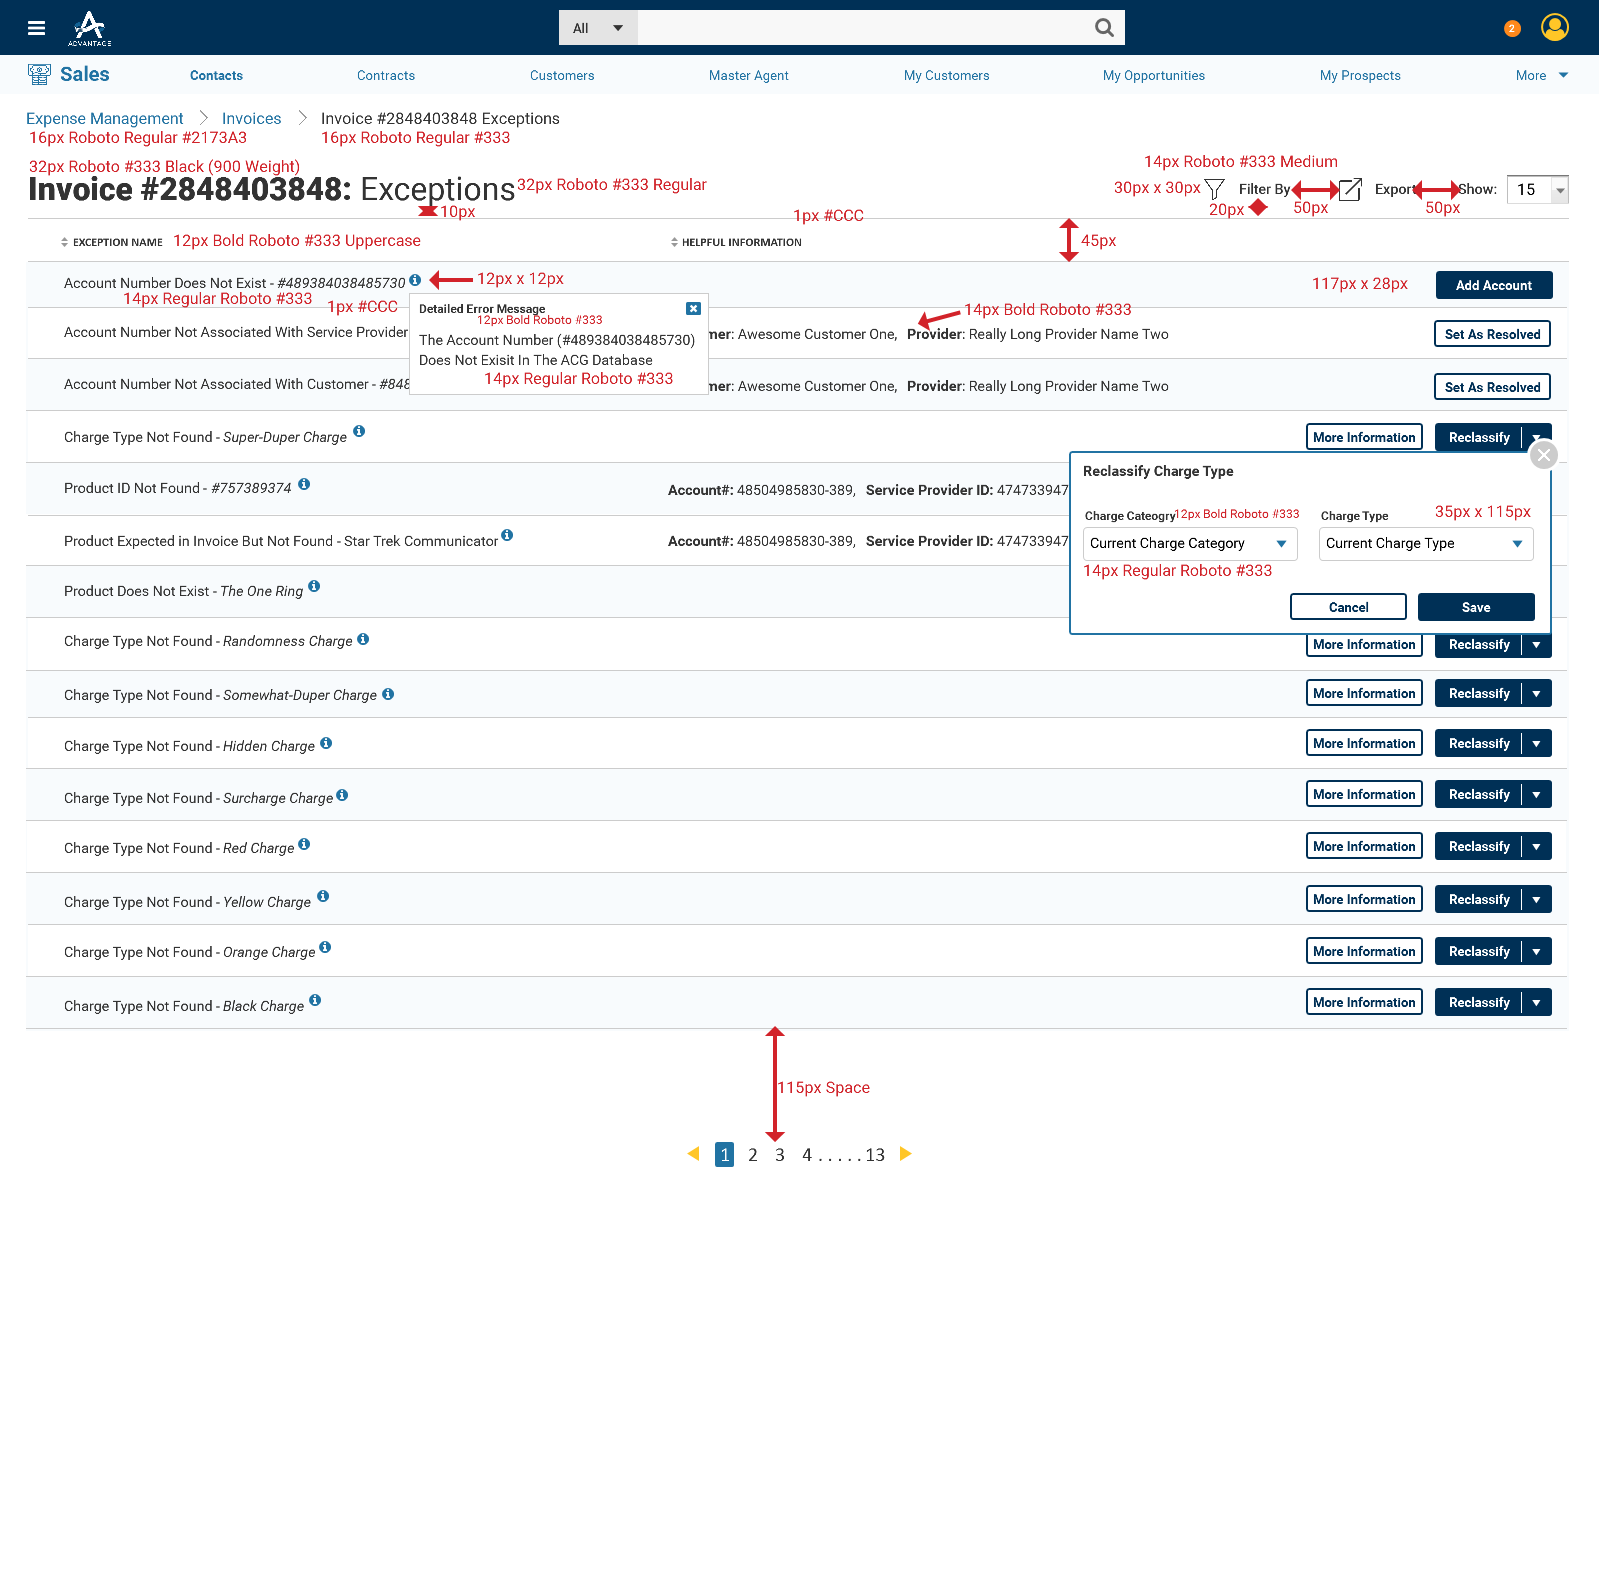 ADVANTAGE
All
2
Sales
Contacts
Contracts
Customers
Master Agent
My Customers
My Opportunities
My Prospects
More
Expense Management
Invoices
Invoice #2848403848 Exceptions
16px Roboto Regular #2173A3
16px Roboto Regular #333
32px Roboto #333 Black (900 Weight)
Invoice #2848403848: Exceptions
32px Roboto #333 Regular
14px Roboto #333 Medium
30px x 30px
Filter By
Export
Show:
15
10px
20px
50px
50px
1px #CCC
EXCEPTION NAME
12px Bold Roboto #333 Uppercase
HELPFUL INFORMATION
45px
Account Number Does Not Exist - #489384038485730
12px x 12px
117px x 28px
Add Account
14px Regular Roboto #333
1px #CCC
Detailed Error Message
12px Bold Roboto #333
The Account Number (#489384038485730)
Does Not Exisit In The ACG Database
14px Regular Roboto #333
14px Bold Roboto #333
Account Number Not Associated With Service Provider
mer: Awesome Customer One, Provider: Really Long Provider Name Two
Set As Resolved
Account Number Not Associated With Customer - #848
mer: Awesome Customer One, Provider: Really Long Provider Name Two
Set As Resolved
Charge Type Not Found - Super-Duper Charge
More Information
Reclassify
Reclassify Charge Type
Charge Cateogry
12px Bold Roboto #333
Charge Type
35px x 115px
Current Charge Category
Current Charge Type
14px Regular Roboto #333
Cancel
Save
Product ID Not Found - #757389374
Account#: 48504985830-389, Service Provider ID: 474733947
Product Expected in Invoice But Not Found - Star Trek Communicator
Account#: 48504985830-389, Service Provider ID: 474733947
Product Does Not Exist - The One Ring
Charge Type Not Found - Randomness Charge
More Information
Reclassify
Charge Type Not Found - Somewhat-Duper Charge
More Information
Reclassify
Charge Type Not Found - Hidden Charge
More Information
Reclassify
Charge Type Not Found - Surcharge Charge
More Information
Reclassify
Charge Type Not Found - Red Charge
More Information
Reclassify
Charge Type Not Found - Yellow Charge
More Information
Reclassify
Charge Type Not Found - Orange Charge
More Information
Reclassify
Charge Type Not Found - Black Charge
More Information
Reclassify
115px Space
1 2 3 4 . . . . . 13